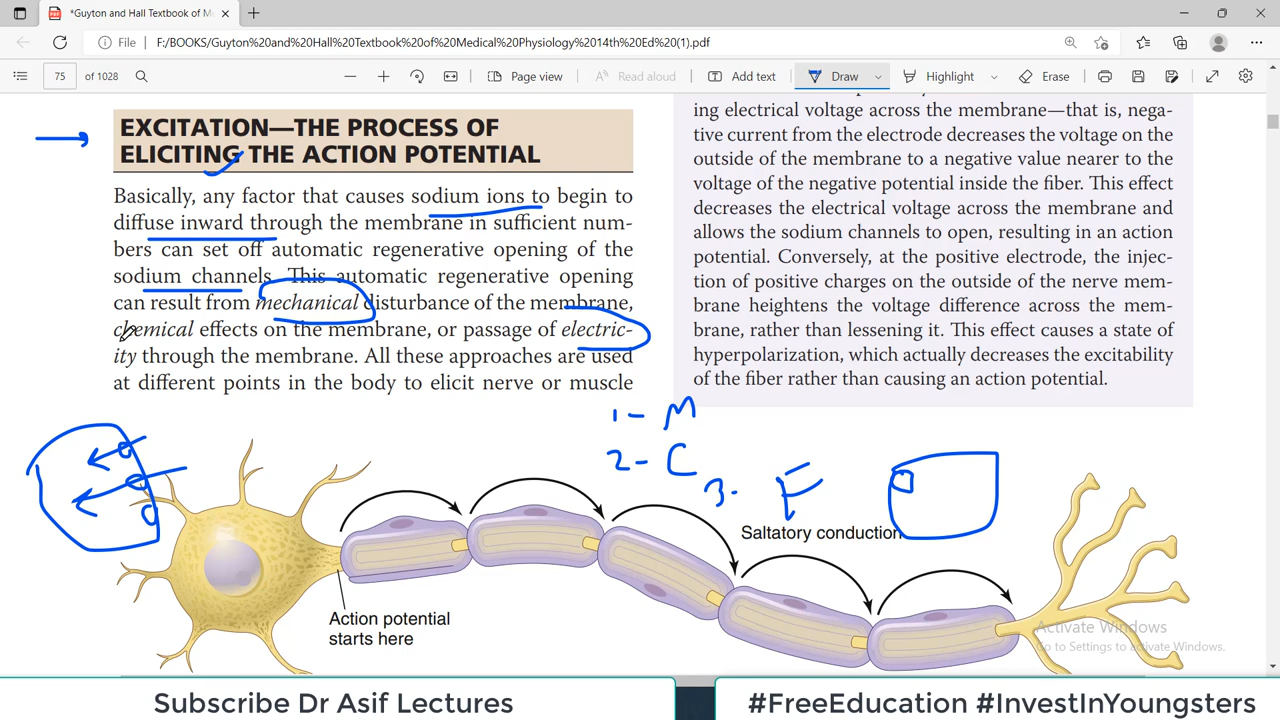 *Guyton and Hall Textbook of M
File
F:/BOOKS/Guyton%20and%20Hall%20Textbook%20of%20Medical%20Physiology%2014th%20Ed%20(1).pdf
75 of 1028
Page view
Read aloud
Add text
Draw
Highlight
Erase
EXCITATION—THE PROCESS OF
ELICITING THE ACTION POTENTIAL
Basically, any factor that causes sodium ions to begin to
diffuse inward through the membrane in sufficient num-
bers can set off automatic regenerative opening of the
sodium channels. This automatic regenerative opening
can result from mechanical disturbance of the membrane,
chemical effects on the membrane, or passage of electric-
ity through the membrane. All these approaches are used
at different points in the body to elicit nerve or muscle
ing electrical voltage across the membrane—that is, nega-
tive current from the electrode decreases the voltage on the
outside of the membrane to a negative value nearer to the
voltage of the negative potential inside the fiber. This effect
decreases the electrical voltage across the membrane and
allows the sodium channels to open, resulting in an action
potential. Conversely, at the positive electrode, the injec-
tion of positive charges on the outside of the nerve mem-
brane heightens the voltage difference across the mem-
brane, rather than lessening it. This effect causes a state of
hyperpolarization, which actually decreases the excitability
of the fiber rather than causing an action potential.
1- M
2- C
3-
Saltatory conduction
Action potential
starts here
Activate Windows
Go to Settings to activate Windows.
Subscribe Dr Asif Lectures
#FreeEducation #InvestInYoungsters